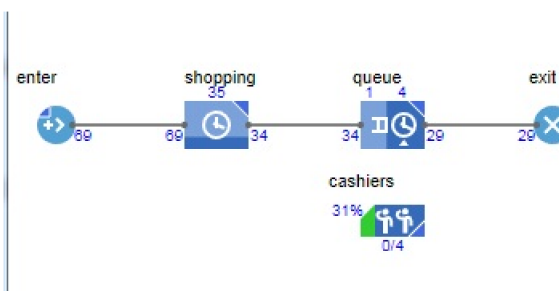 enter shopping queue exit
35 1 4
69 69 34 34 29 29
cashiers
31%
0/4